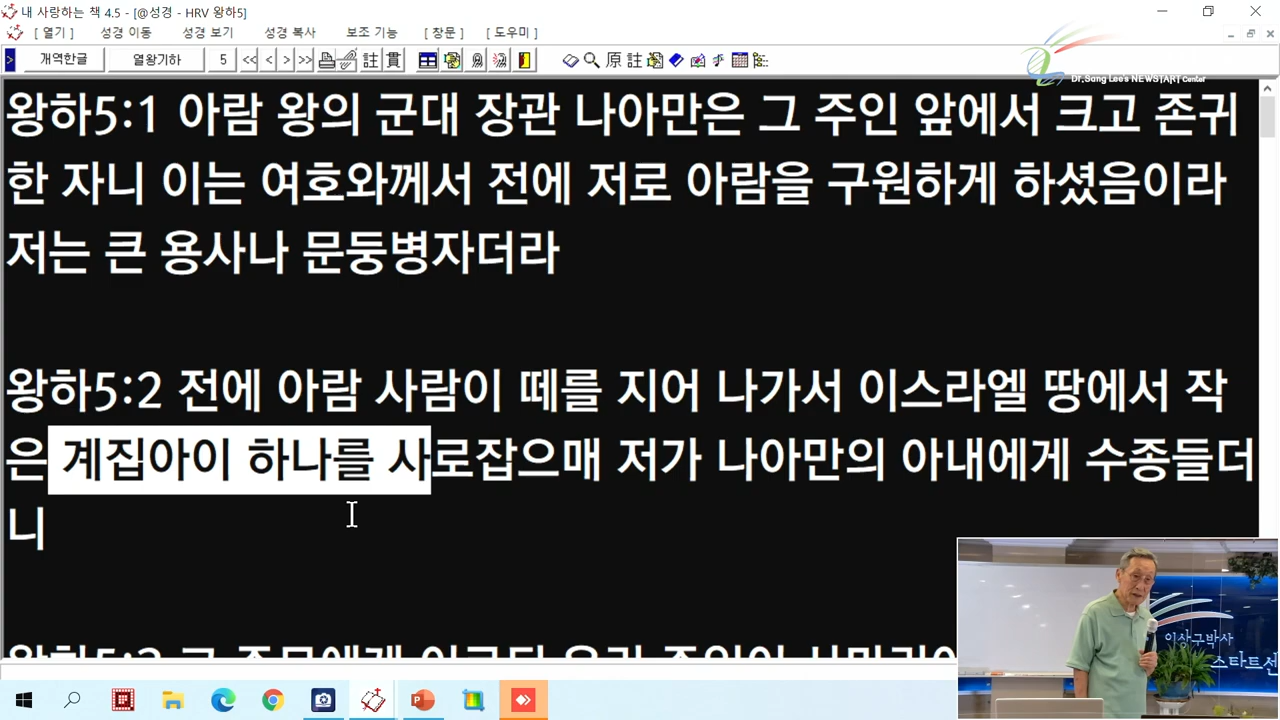 내 사랑하는 책 4.5 - [@성경 - HRV 왕하5]
[ 열기 ] 성경 이동 성경 보기 성경 복사 보조 기능 [ 창문 ] [ 도우미 ]
개역한글 열왕기하 5 << < > >> 註 貫 原 註
Dr.Sang Lee's NEWSTART Center
왕하5:1 아람 왕의 군대 장관 나아만은 그 주인 앞에서 크고 존귀
한 자니 이는 여호와께서 전에 저로 아람을 구원하게 하셨음이라
저는 큰 용사나 문둥병자더라
왕하5:2 전에 아람 사람이 떼를 지어 나가서 이스라엘 땅에서 작
은 계집아이 하나를 사로잡으매 저가 나아만의 아내에게 수종들더
니
이상구박사
스타트센